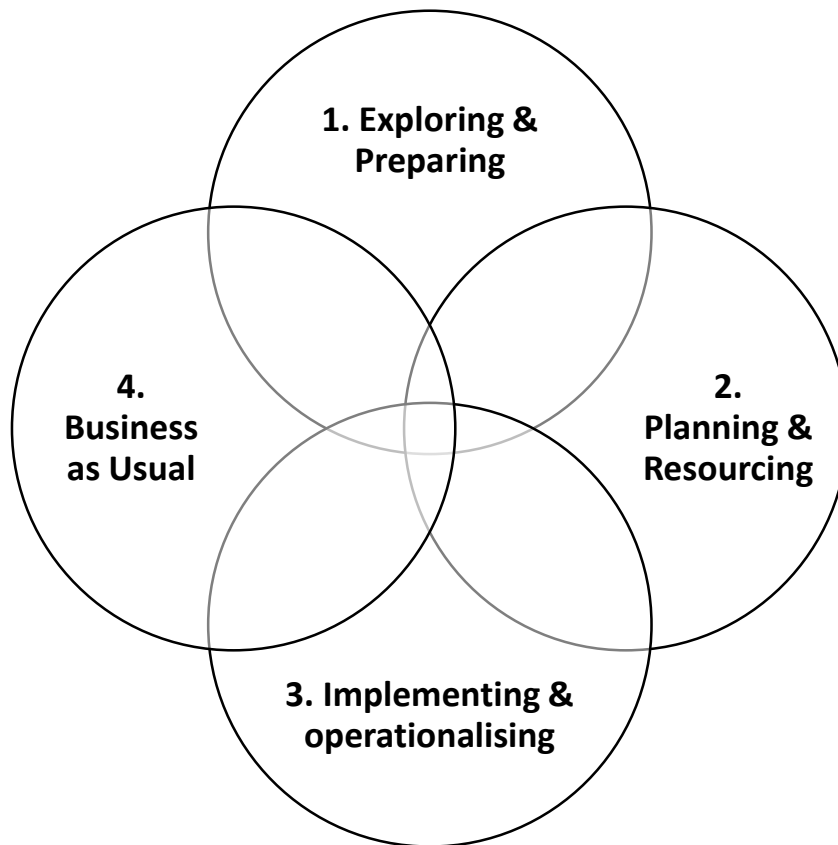 1. Exploring &
Preparing
2.
Planning &
Resourcing
3. Implementing &
operationalising
4.
Business
as Usual